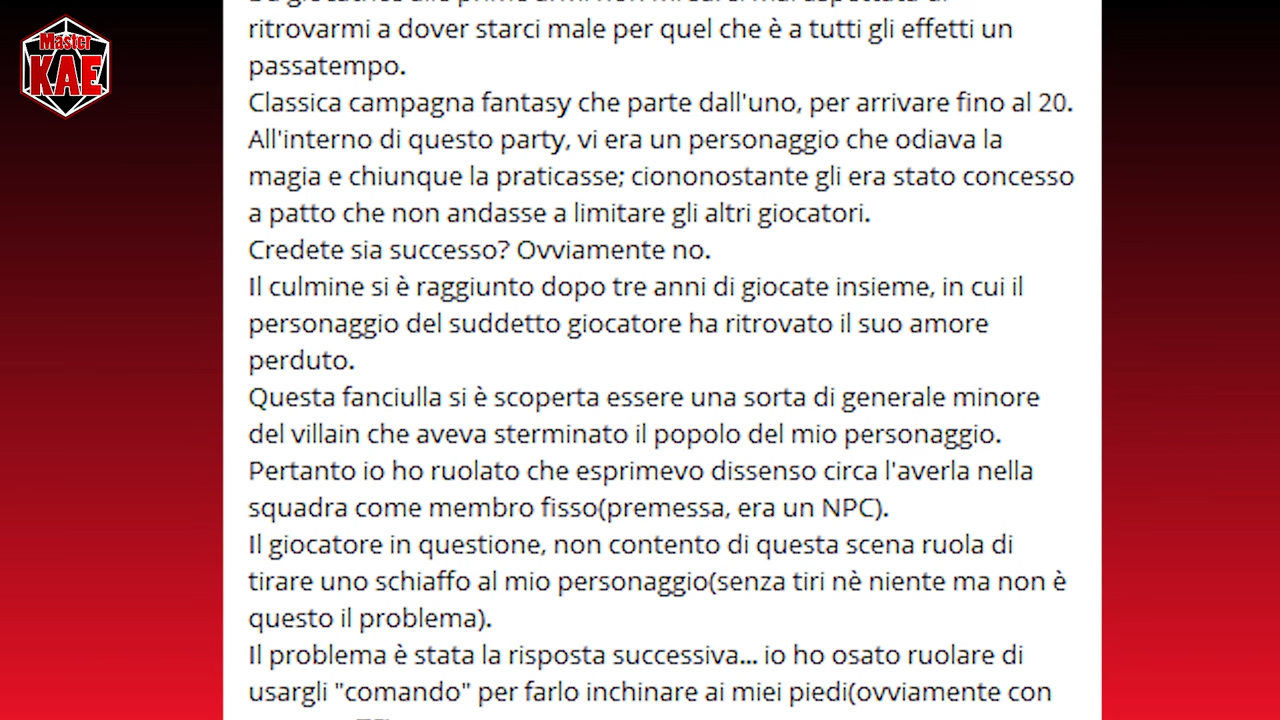 Master
KAE
ritrovarmi a dover starci male per quel che è a tutti gli effetti un
passatempo.
Classica campagna fantasy che parte dall'uno, per arrivare fino al 20.
All'interno di questo party, vi era un personaggio che odiava la
magia e chiunque la praticasse; ciononostante gli era stato concesso
a patto che non andasse a limitare gli altri giocatori.
Credete sia successo? Ovviamente no.
Il culmine si è raggiunto dopo tre anni di giocate insieme, in cui il
personaggio del suddetto giocatore ha ritrovato il suo amore
perduto.
Questa fanciulla si è scoperta essere una sorta di generale minore
del villain che aveva sterminato il popolo del mio personaggio.
Pertanto io ho ruolato che esprimevo dissenso circa l'averla nella
squadra come membro fisso(premessa, era un NPC).
Il giocatore in questione, non contento di questa scena ruola di
tirare uno schiaffo al mio personaggio(senza tiri nè niente ma non è
questo il problema).
Il problema è stata la risposta successiva... io ho osato ruolare di
usargli "comando" per farlo inchinare ai miei piedi(ovviamente con